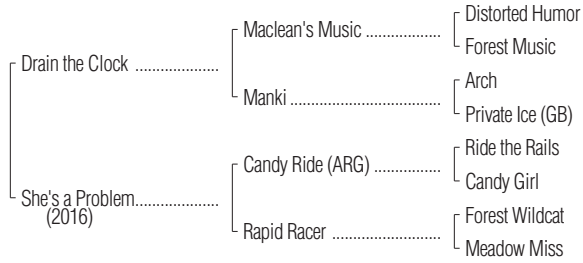 Distorted Humor
Maclean's Music ..................
Forest Music
Drain the Clock ....................
Arch
Manki .....................................
Private Ice (GB)
Ride the Rails
Candy Ride (ARG) ................
Candy Girl
She's a Problem....................
(2016)
Forest Wildcat
Rapid Racer ..........................
Meadow Miss